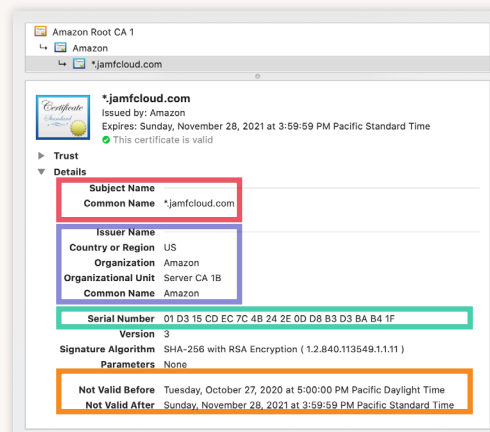 Amazon Root CA 1
Amazon
*.jamfcloud.com
Certificate
Standard
*.jamfcloud.com
Issued by: Amazon
Expires: Sunday, November 28, 2021 at 3:59:59 PM Pacific Standard Time
This certificate is valid
Trust
Details
Subject Name
Common Name *.jamfcloud.com
Issuer Name
Country or Region US
Organization Amazon
Organizational Unit Server CA 1B
Common Name Amazon
Serial Number 01 D3 15 CD EC 7C 4B 24 2E 0D D8 B3 D3 BA B4 1F
Version 3
Signature Algorithm SHA-256 with RSA Encryption ( 1.2.840.113549.1.1.11 )
Parameters None
Not Valid Before Tuesday, October 27, 2020 at 5:00:00 PM Pacific Daylight Time
Not Valid After Sunday, November 28, 2021 at 3:59:59 PM Pacific Standard Time